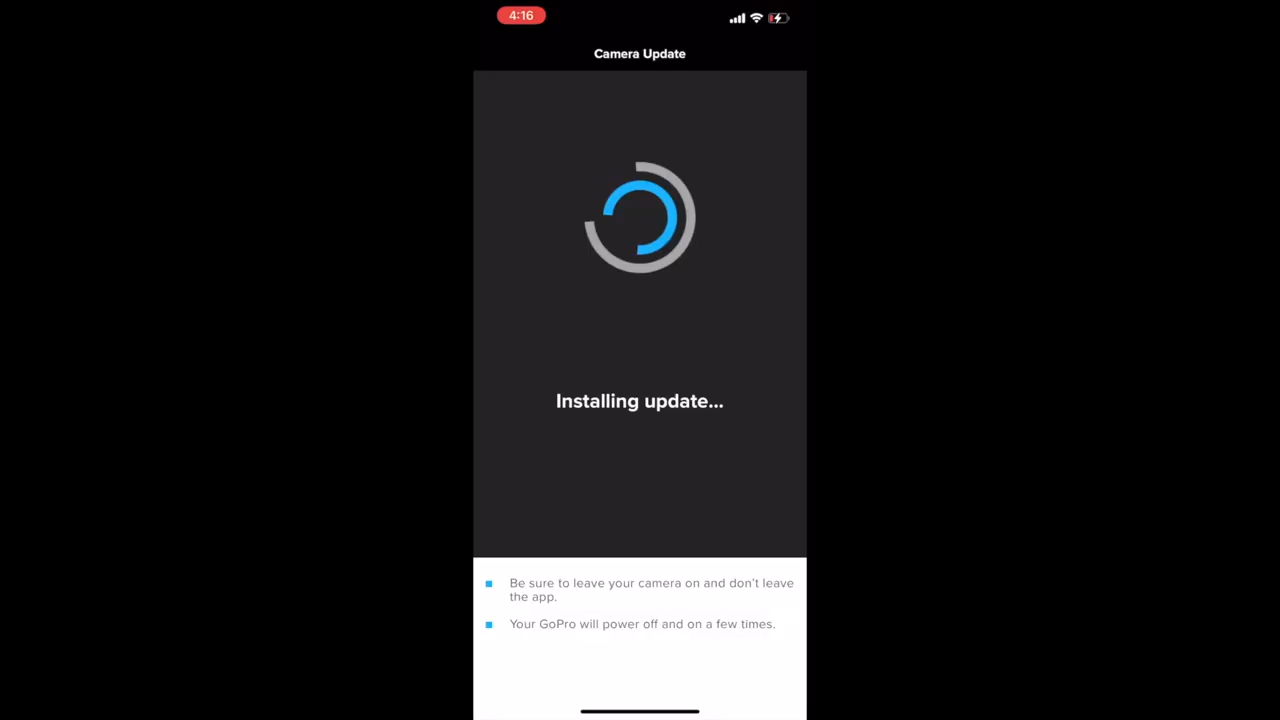 4:16
Camera Update
Installing update...
Be sure to leave your camera on and don't leave
the app.
Your GoPro will power off and on a few times.